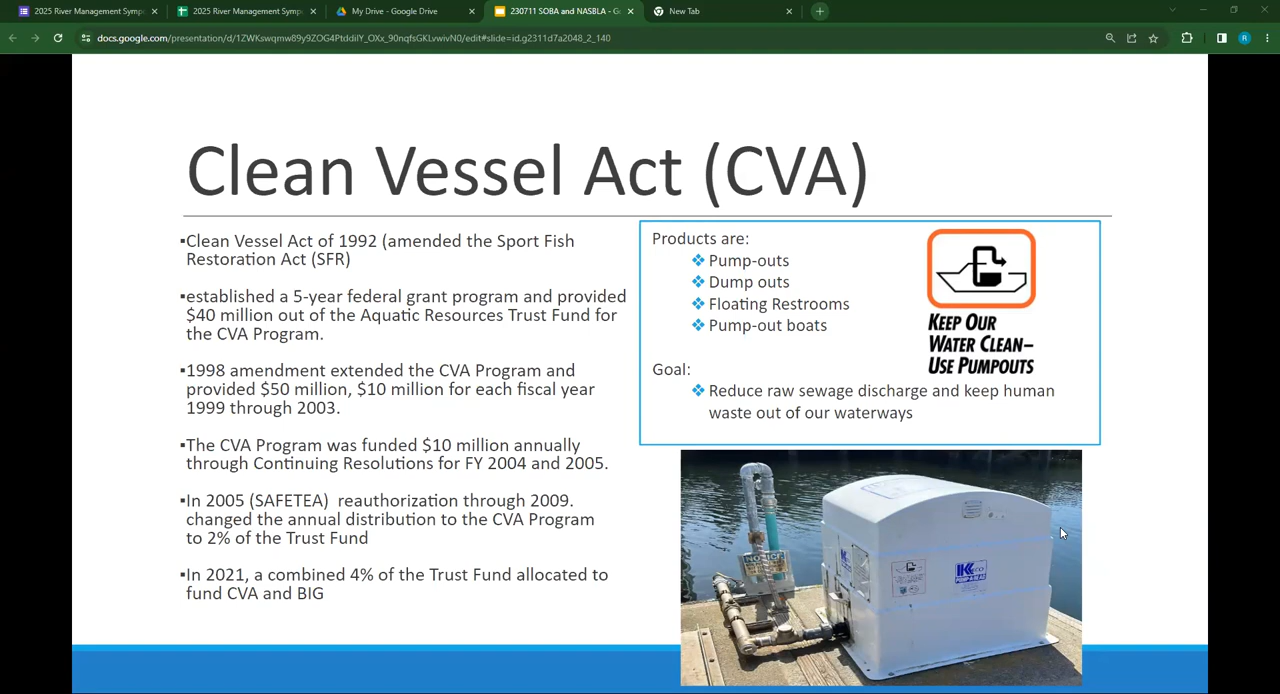 2025 River Management Symp
2025 River Management Symp
My Drive - Google Drive
230711 SOBA and NASBLA - G
New Tab
docs.google.com/presentation/d/1ZWKswqmw89y9ZOG4PtddilY_OXx_90nqfsGKLvwivN0/edit#slide=id.g2311d7a2048_2_140
R
Clean Vessel Act (CVA)
▪Clean Vessel Act of 1992 (amended the Sport Fish
Restoration Act (SFR)
▪established a 5-year federal grant program and provided
$40 million out of the Aquatic Resources Trust Fund for
the CVA Program.
▪1998 amendment extended the CVA Program and
provided $50 million, $10 million for each fiscal year
1999 through 2003.
▪The CVA Program was funded $10 million annually
through Continuing Resolutions for FY 2004 and 2005.
▪In 2005 (SAFETEA) reauthorization through 2009.
changed the annual distribution to the CVA Program
to 2% of the Trust Fund
▪In 2021, a combined 4% of the Trust Fund allocated to
fund CVA and BIG
Products are:
❖ Pump-outs
❖ Dump outs
❖ Floating Restrooms
❖ Pump-out boats
Goal:
❖ Reduce raw sewage discharge and keep human
waste out of our waterways
KEEP OUR
WATER CLEAN–
USE PUMPOUTS
NOTICE